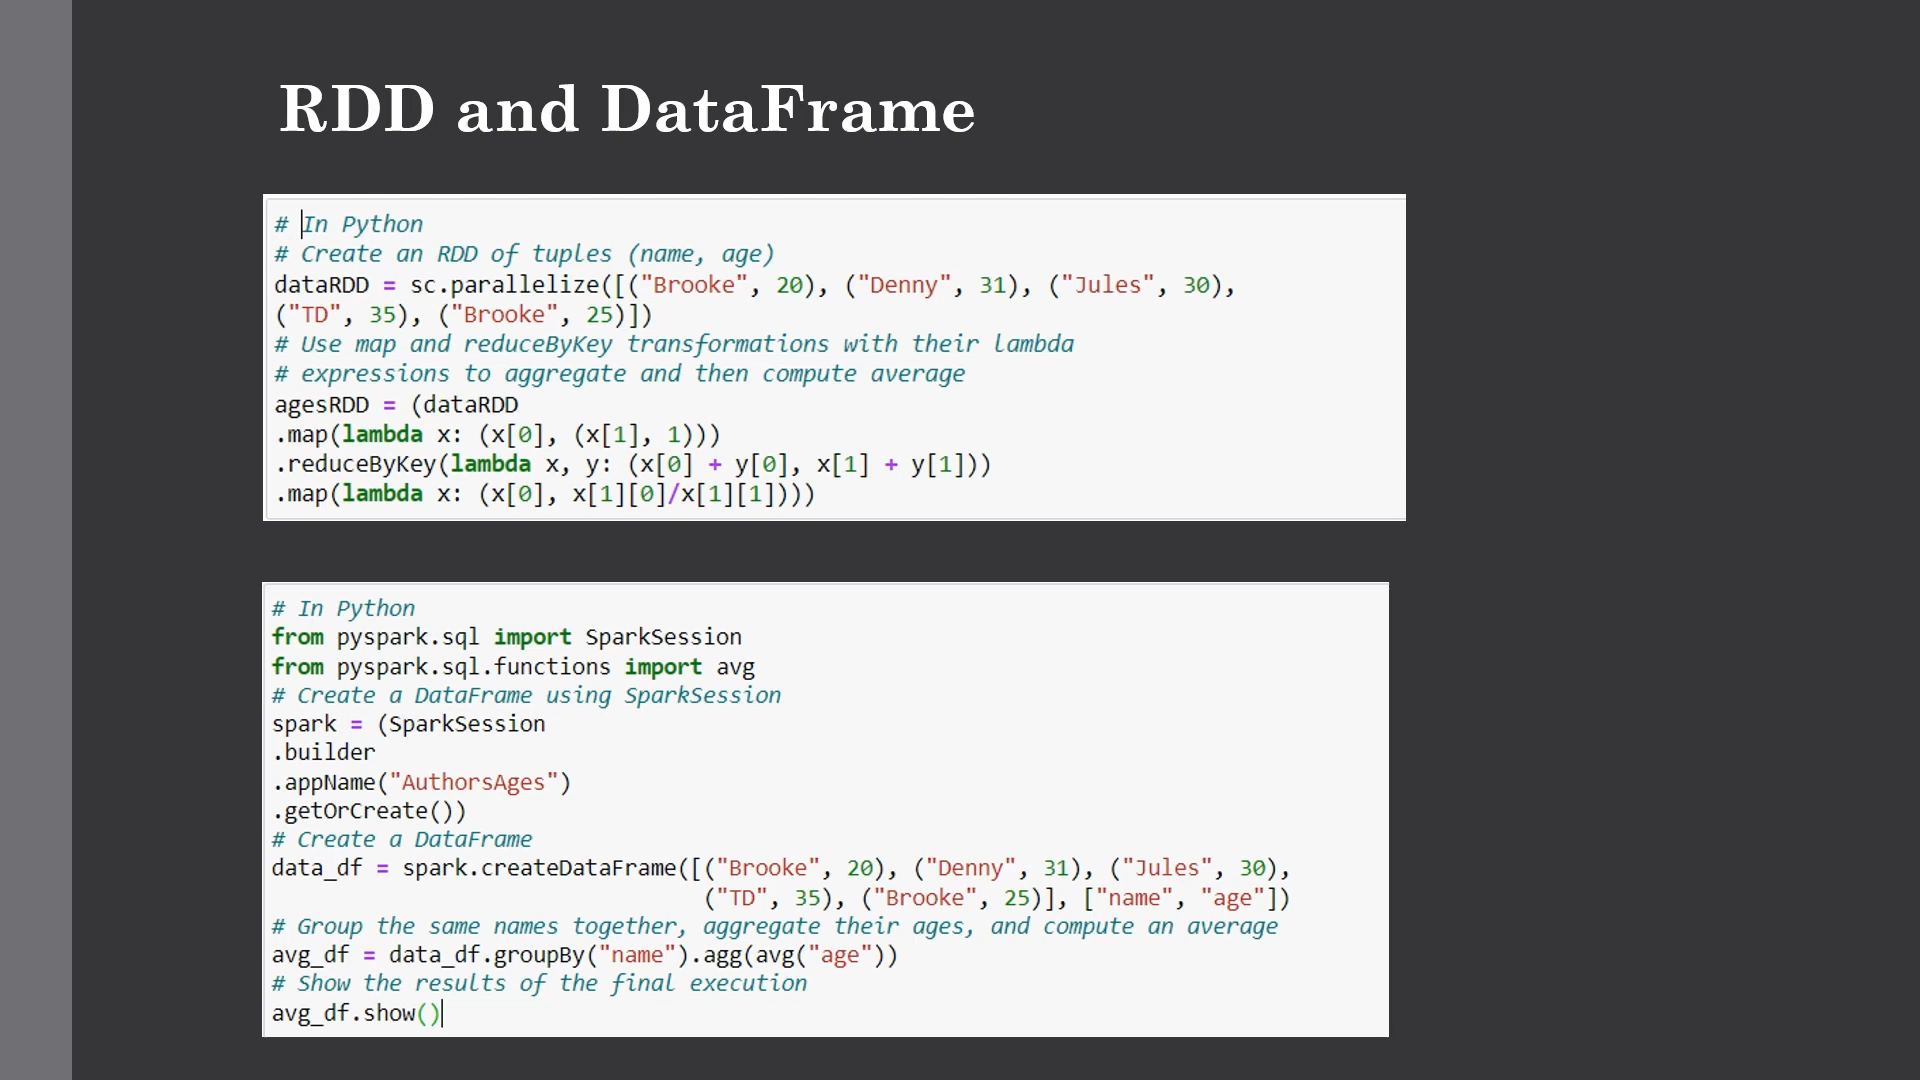 RDD and DataFrame
# In Python
# Create an RDD of tuples (name, age)
dataRDD = sc.parallelize([("Brooke", 20), ("Denny", 31), ("Jules", 30),
("TD", 35), ("Brooke", 25)])
# Use map and reduceByKey transformations with their lambda
# expressions to aggregate and then compute average
agesRDD = (dataRDD
.map(lambda x: (x[0], (x[1], 1)))
.reduceByKey(lambda x, y: (x[0] + y[0], x[1] + y[1]))
.map(lambda x: (x[0], x[1][0]/x[1][1])))
# In Python
from pyspark.sql import SparkSession
from pyspark.sql.functions import avg
# Create a DataFrame using SparkSession
spark = (SparkSession
.builder
.appName("AuthorsAges")
.getOrCreate())
# Create a DataFrame
data_df = spark.createDataFrame([("Brooke", 20), ("Denny", 31), ("Jules", 30),
("TD", 35), ("Brooke", 25)], ["name", "age"])
# Group the same names together, aggregate their ages, and compute an average
avg_df = data_df.groupBy("name").agg(avg("age"))
# Show the results of the final execution
avg_df.show()